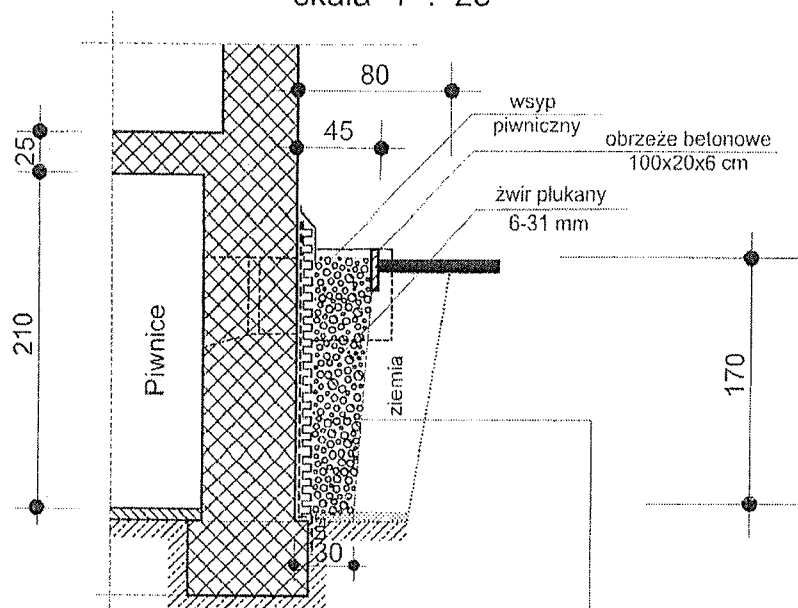 skala 1 : 20
80
wsyp
piwniczny
45
obrzeże betonowe
100x20x6 cm
25
żwir płukany
6-31 mm
210
Piwnice
ziemia
170
30